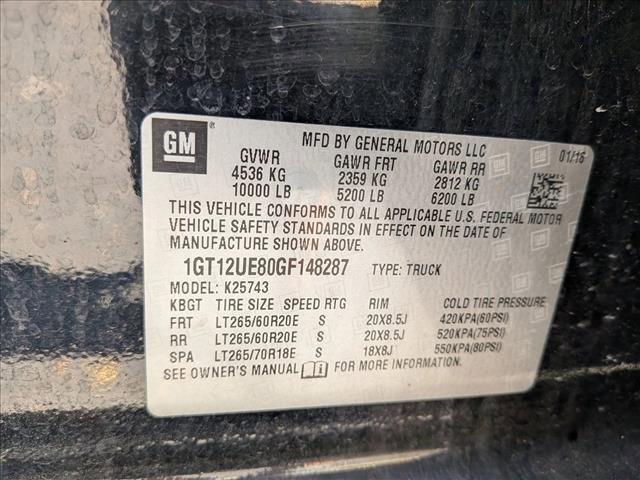 GM ®
MFD BY GENERAL MOTORS LLC
01/16
GVWR GAWR FRT GAWR RR
4536 KG 2359 KG 2812 KG
10000 LB 5200 LB 6200 LB
THIS VEHICLE CONFORMS TO ALL APPLICABLE U.S. FEDERAL MOTOR
VEHICLE SAFETY STANDARDS IN EFFECT ON THE DATE OF
MANUFACTURE SHOWN ABOVE.
1GT12UE80GF148287 TYPE: TRUCK
MODEL: K25743
KBGT TIRE SIZE SPEED RTG RIM COLD TIRE PRESSURE
FRT LT265/60R20E S 20X8.5J 420KPA(60PSI)
RR LT265/60R20E S 20X8.5J 520KPA(75PSI)
SPA LT265/70R18E S 18X8J 550KPA(80PSI)
SEE OWNER'S MANUAL FOR MORE INFORMATION.